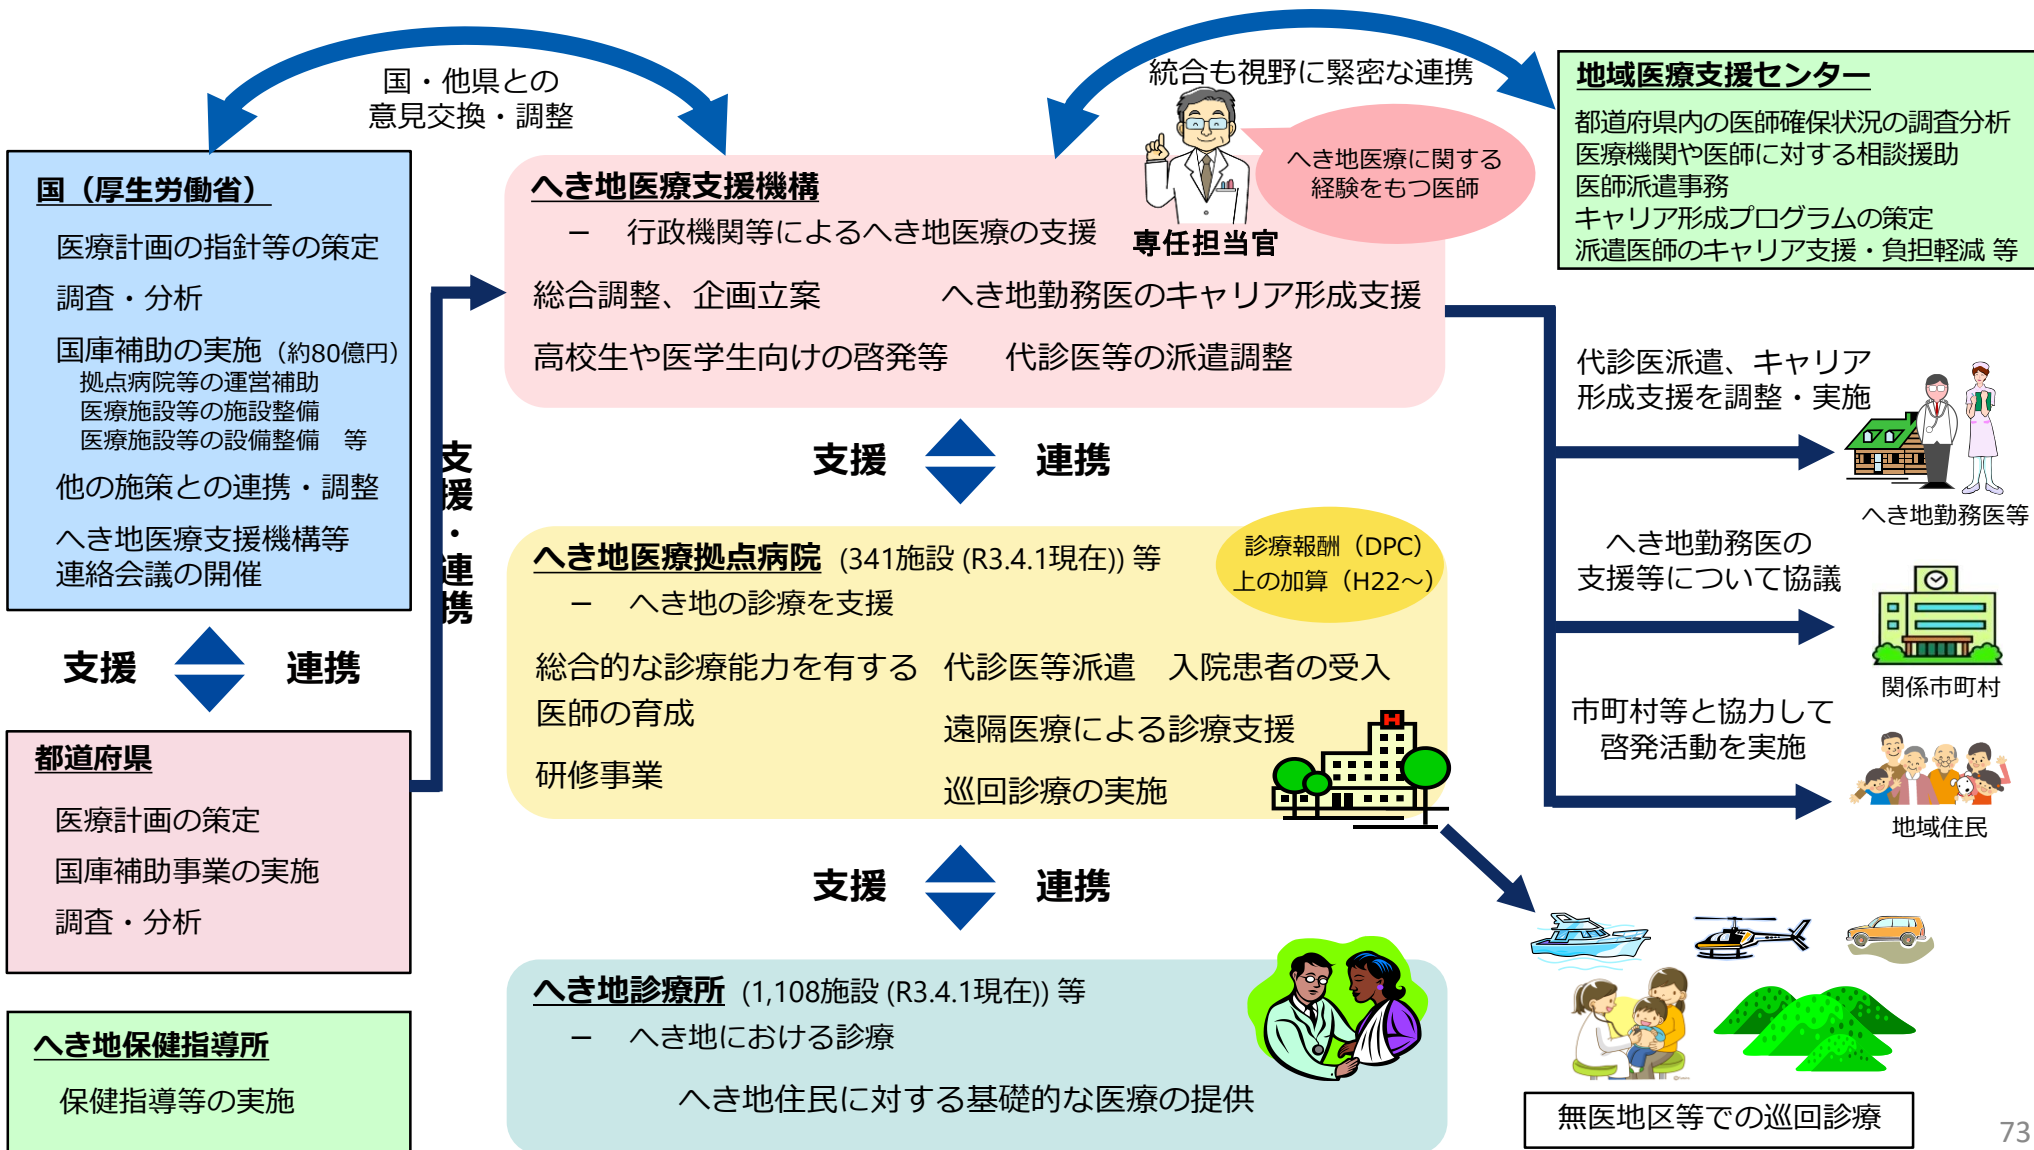 国・他県との
意見交換・調整
統合も視野に緊密な連携
国（厚生労働省）
医療計画の指針等の策定
調査・分析
国庫補助の実施（約80億円）
拠点病院等の運営補助
医療施設等の施設整備
医療施設等の設備整備　等
他の施策との連携・調整
へき地医療支援機構等
連絡会議の開催
支援　連携
都道府県
医療計画の策定
国庫補助事業の実施
調査・分析
へき地保健指導所
保健指導等の実施
支援・連携
へき地医療支援機構
－　行政機関等によるへき地医療の支援
専任担当官
へき地医療に関する
経験をもつ医師
総合調整、企画立案　へき地勤務医のキャリア形成支援
高校生や医学生向けの啓発等　代診医等の派遣調整
支援　連携
へき地医療拠点病院 (341施設 (R3.4.1現在)) 等
－　へき地の診療を支援
診療報酬（DPC）
上の加算（H22～）
総合的な診療能力を有する
医師の育成
研修事業
代診医等派遣　入院患者の受入
遠隔医療による診療支援
巡回診療の実施
H
支援　連携
へき地診療所 (1,108施設 (R3.4.1現在)) 等
－　へき地における診療
へき地住民に対する基礎的な医療の提供
地域医療支援センター
都道府県内の医師確保状況の調査分析
医療機関や医師に対する相談援助
医師派遣事務
キャリア形成プログラムの策定
派遣医師のキャリア支援・負担軽減 等
代診医派遣、キャリア
形成支援を調整・実施
へき地勤務医等
へき地勤務医の
支援等について協議
関係市町村
市町村等と協力して
啓発活動を実施
地域住民
無医地区等での巡回診療
73